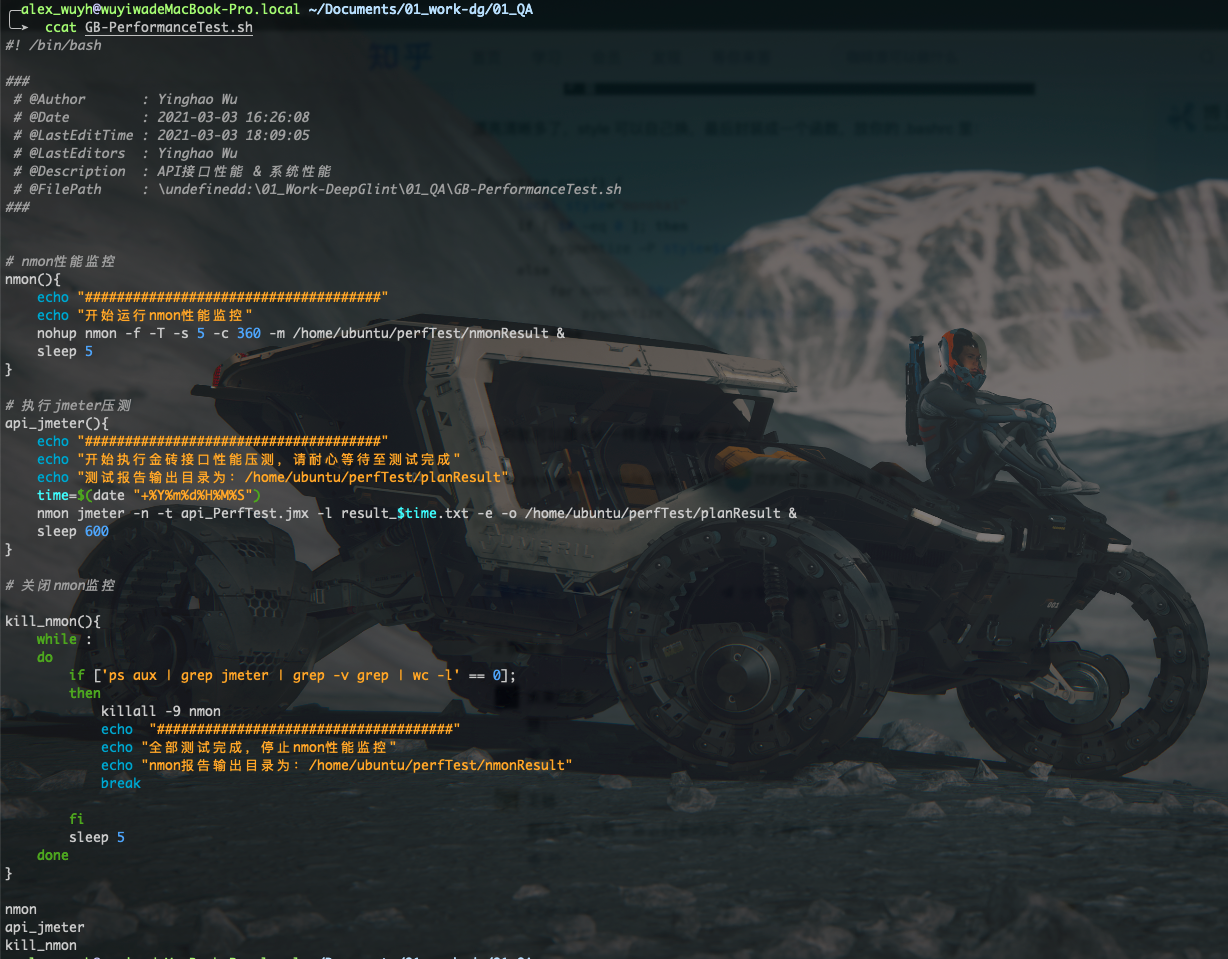 alex_wuyh@wuyiwadeMacBook-Pro.local ~/Documents/01_work-dg/01_QA
ccat GB-PerformanceTest.sh
#! /bin/bash
###
# @Author       : Yinghao Wu
# @Date         : 2021-03-03 16:26:08
# @LastEditTime : 2021-03-03 18:09:05
# @LastEditors  : Yinghao Wu
# @Description  : API接口性能 & 系统性能
# @FilePath     : \undefinedd:\01_Work-DeepGlint\01_QA\GB-PerformanceTest.sh
###
# nmon性能监控
nmon(){
    echo "#####################################"
    echo "开始运行nmon性能监控"
    nohup nmon -f -T -s 5 -c 360 -m /home/ubuntu/perfTest/nmonResult &
    sleep 5
}
# 执行jmeter压测
api_jmeter(){
    echo "#####################################"
    echo "开始执行金砖接口性能压测, 请耐心等待至测试完成"
    echo "测试报告输出目录为: /home/ubuntu/perfTest/planResult"
    time=$(date "+%Y%m%d%H%M%S")
    nmon jmeter -n -t api_PerfTest.jmx -l result_$time.txt -e -o /home/ubuntu/perfTest/planResult &
    sleep 600
}
# 关闭nmon监控
kill_nmon(){
    while :
    do
        if ['ps aux | grep jmeter | grep -v grep | wc -l' == 0];
        then
            killall -9 nmon
            echo  "#####################################"
            echo "全部测试完成, 停止nmon性能监控"
            echo "nmon报告输出目录为: /home/ubuntu/perfTest/nmonResult"
            break
        fi
        sleep 5
    done
}
nmon
api_jmeter
kill_nmon